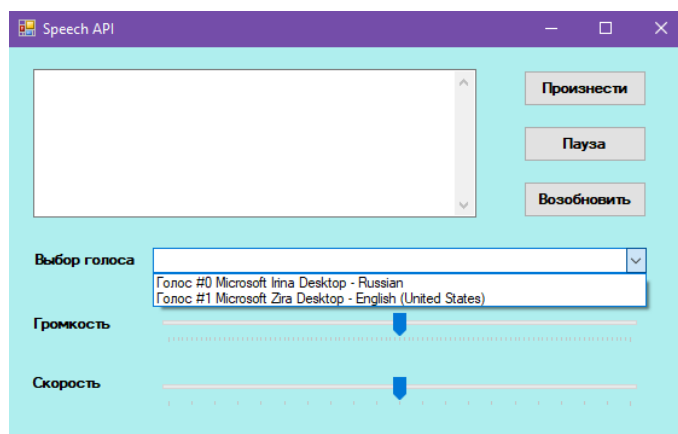 Speech API
Произнести
Пауза
Возобновить
Выбор голоса
Голос #0 Microsoft Irina Desktop - Russian
Голос #1 Microsoft Zira Desktop - English (United States)
Громкость
Скорость